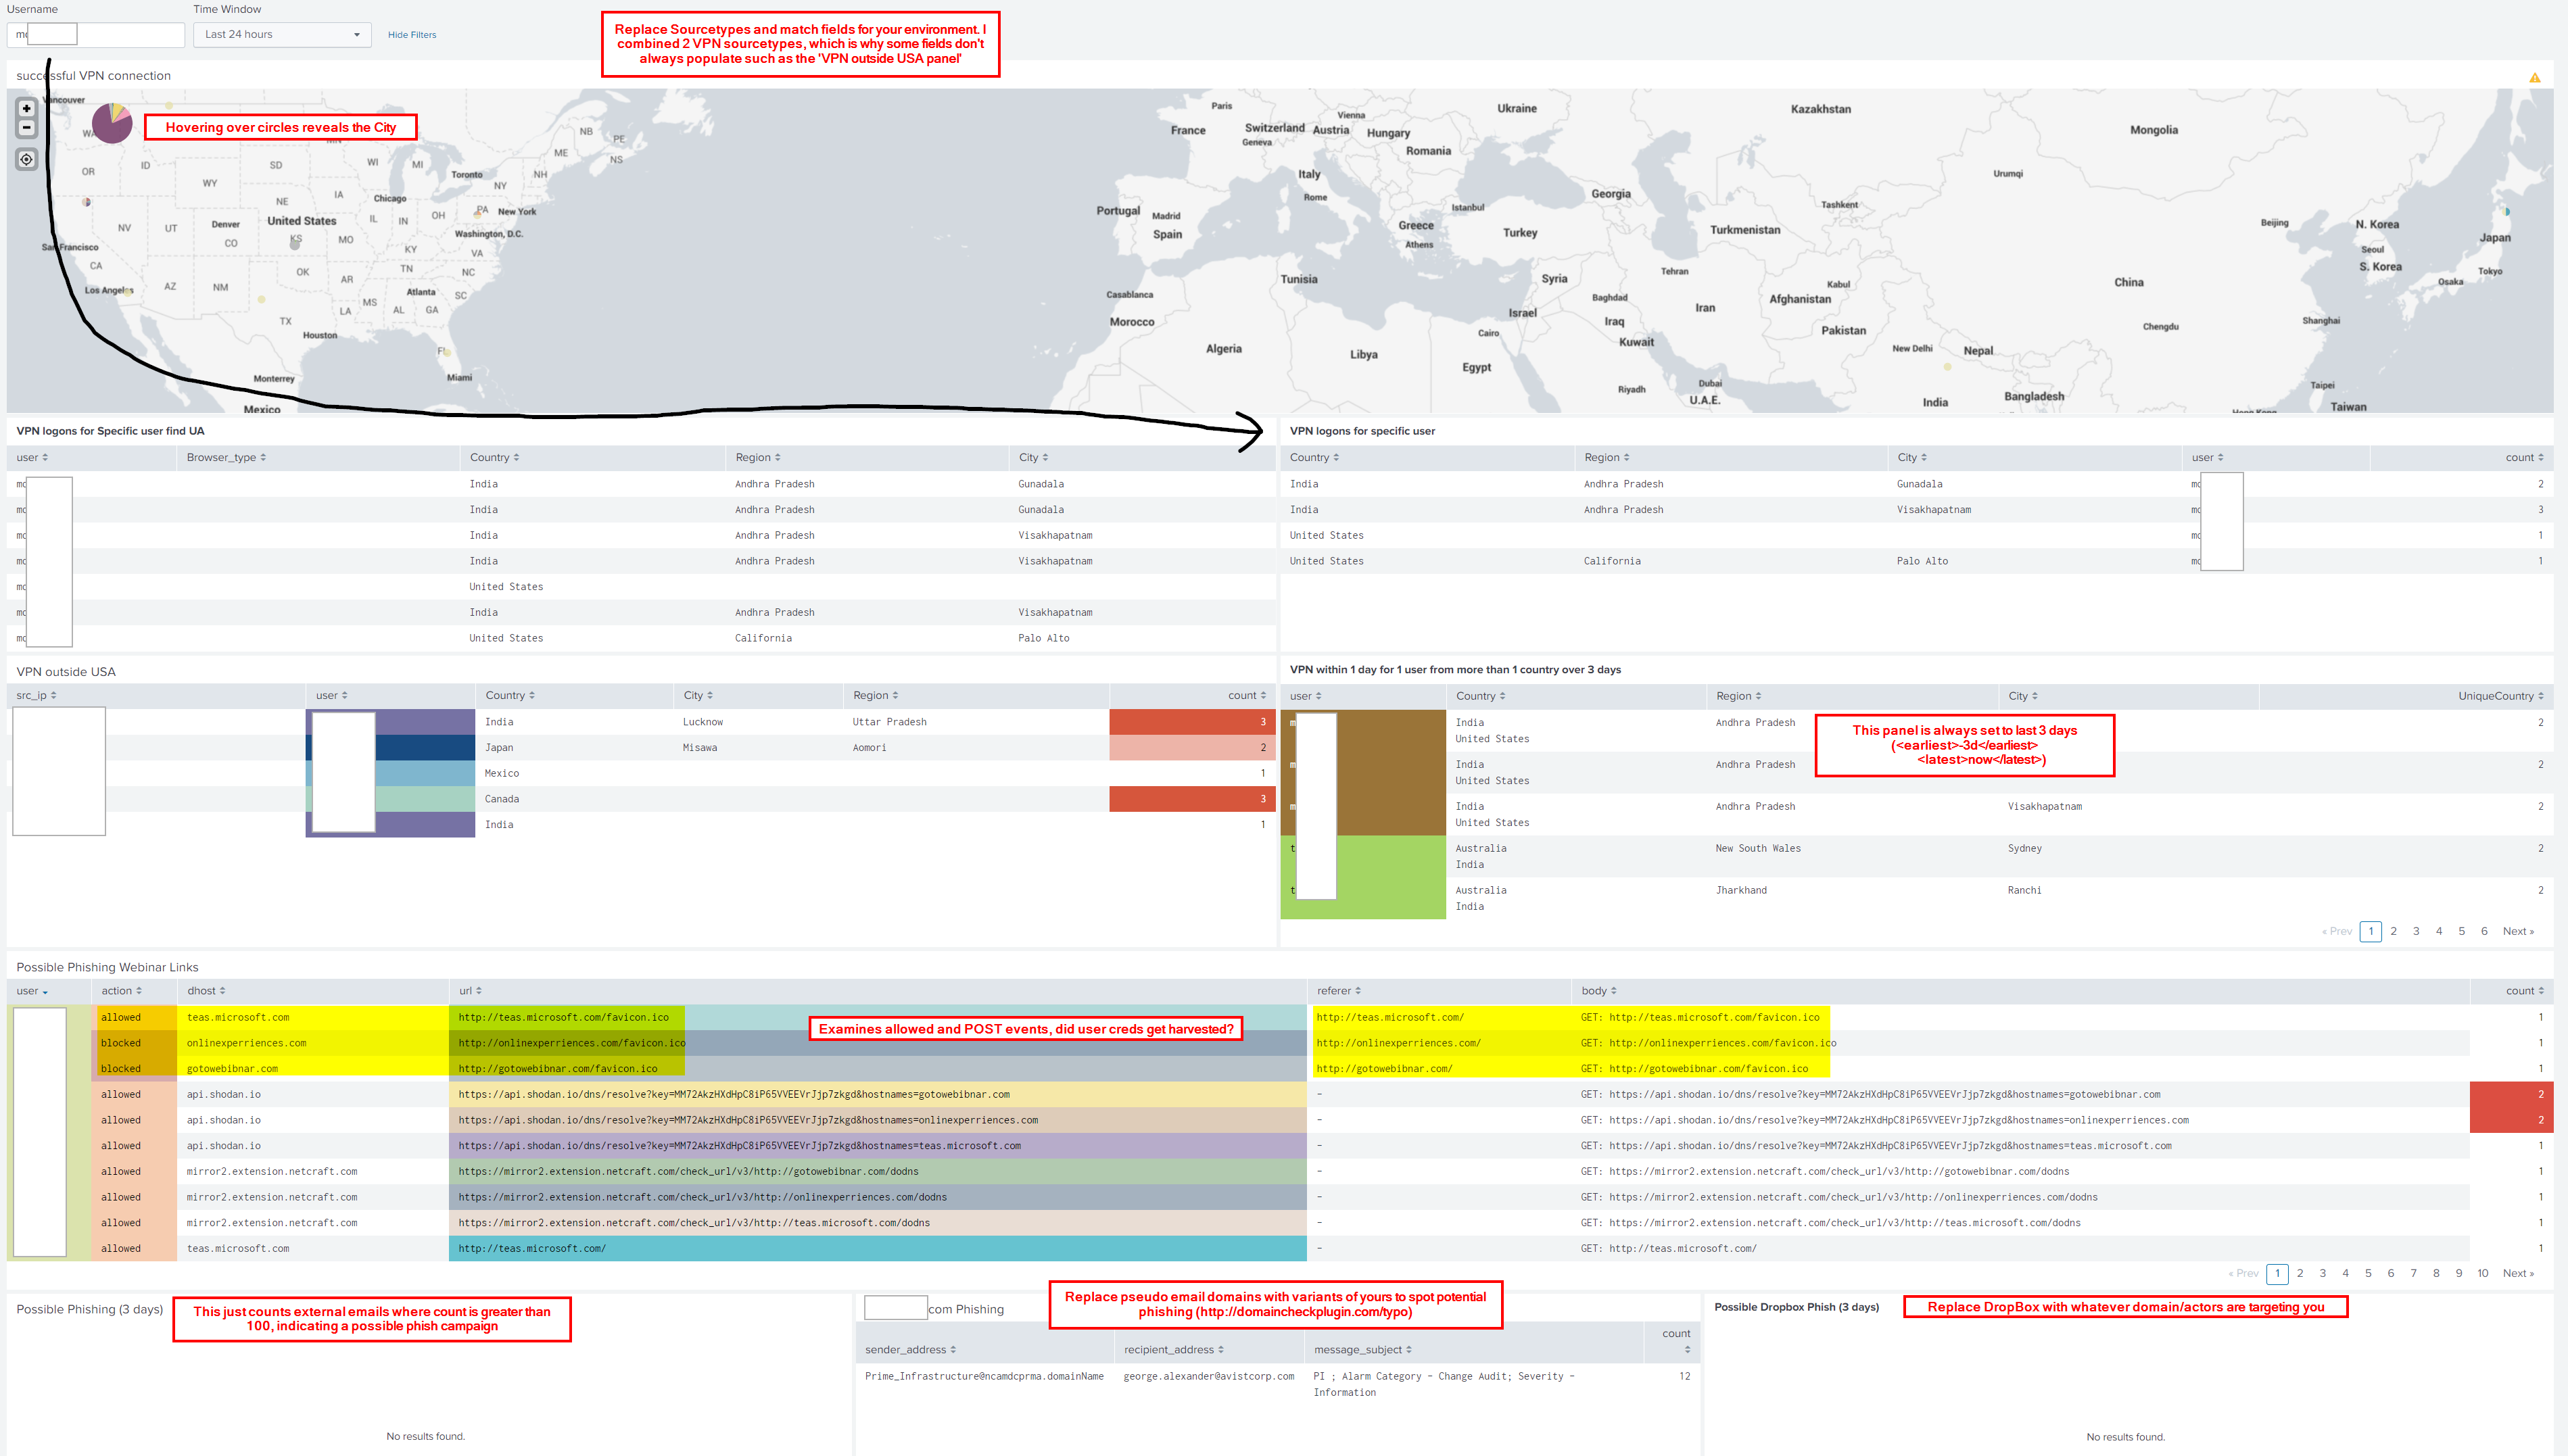 Username
Time Window
Last 24 hours
Hide Filters
Replace Sourcetypes and match fields for your environment. I
combined 2 VPN sourcetypes, which is why some fields don't
always populate such as the 'VPN outside USA panel'
successful VPN connection
Hovering over circles reveals the City
Vancouver
WA
OR
ID
SD
WI
MI
WY
NE
IA
Chicago
Toronto
NY
NH
ME
NB
PE
NS
NV
UT
Denver
CO
United States
KS
MO
IL
IN
OH
PA
New York
Washington, D.C.
San Francisco
CA
KY
VA
TN
NC
OK
AR
Los Angeles
AZ
NM
Atlanta
SC
MS
AL
GA
LA
TX
Houston
FL
Miami
Monterrey
Mexico
Paris
France
Switzerland
Geneva
Vienna
Austria
Hungary
Romania
Ukraine
Kazakhstan
Mongolia
Italy
Rome
Georgia
Urumqi
Portugal
Madrid
Spain
Istanbul
Greece
Athens
Turkey
Tashkent
Turkmenistan
Beijing
N. Korea
Seoul
S. Korea
Japan
Tokyo
Osaka
Tunisia
Syria
Tehran
Kabul
Afghanistan
China
Casablanca
Morocco
Baghdad
Israel
Iraq
Iran
Cairo
Kuwait
Pakistan
Chengdu
Shanghai
Algeria
Libya
Egypt
New Delhi
Nepal
Riyadh
Dubai
U.A.E.
India
Bangladesh
Taipei
Taiwan
Hong Kong
VPN logons for Specific user find UA
user Browser_type Country Region City
mc India Andhra Pradesh Gunadala
mc India Andhra Pradesh Gunadala
mc India Andhra Pradesh Visakhapatnam
mc India Andhra Pradesh Visakhapatnam
mc United States
mc India Andhra Pradesh Visakhapatnam
mc United States California Palo Alto
VPN logons for specific user
Country Region City user count
India Andhra Pradesh Gunadala mc 2
India Andhra Pradesh Visakhapatnam mc 3
United States mc 1
United States California Palo Alto mc 1
VPN outside USA
src_ip user Country City Region count
India Lucknow Uttar Pradesh 3
Japan Misawa Aomori 2
Mexico 1
Canada 3
India 1
VPN within 1 day for 1 user from more than 1 country over 3 days
user Country Region City UniqueCountry
m India Andhra Pradesh 2
United States
m India Andhra Pradesh 2
United States
m India Andhra Pradesh Visakhapatnam 2
United States
t Australia New South Wales Sydney 2
India
t Australia Jharkhand Ranchi 2
India
This panel is always set to last 3 days
(<earliest>-3d</earliest>
<latest>now</latest>)
« Prev 1 2 3 4 5 6 Next »
Possible Phishing Webinar Links
user action dhost url referer body count
allowed teas.microsoft.com http://teas.microsoft.com/favicon.ico http://teas.microsoft.com/ GET: http://teas.microsoft.com/favicon.ico 1
blocked onlinexperriences.com http://onlinexperriences.com/favicon.ico http://onlinexperriences.com/ GET: http://onlinexperriences.com/favicon.ico 1
blocked gotowebibnar.com http://gotowebibnar.com/favicon.ico http://gotowebibnar.com/ GET: http://gotowebibnar.com/favicon.ico 1
allowed api.shodan.io https://api.shodan.io/dns/resolve?key=MM72AkzHXdHpC8iP65VVEEVrJjp7zkgd&hostnames=gotowebibnar.com - GET: https://api.shodan.io/dns/resolve?key=MM72AkzHXdHpC8iP65VVEEVrJjp7zkgd&hostnames=gotowebibnar.com 2
allowed api.shodan.io https://api.shodan.io/dns/resolve?key=MM72AkzHXdHpC8iP65VVEEVrJjp7zkgd&hostnames=onlinexperriences.com - GET: https://api.shodan.io/dns/resolve?key=MM72AkzHXdHpC8iP65VVEEVrJjp7zkgd&hostnames=onlinexperriences.com 2
allowed api.shodan.io https://api.shodan.io/dns/resolve?key=MM72AkzHXdHpC8iP65VVEEVrJjp7zkgd&hostnames=teas.microsoft.com - GET: https://api.shodan.io/dns/resolve?key=MM72AkzHXdHpC8iP65VVEEVrJjp7zkgd&hostnames=teas.microsoft.com 1
allowed mirror2.extension.netcraft.com https://mirror2.extension.netcraft.com/check_url/v3/http://gotowebibnar.com/dodns - GET: https://mirror2.extension.netcraft.com/check_url/v3/http://gotowebibnar.com/dodns 1
allowed mirror2.extension.netcraft.com https://mirror2.extension.netcraft.com/check_url/v3/http://onlinexperriences.com/dodns - GET: https://mirror2.extension.netcraft.com/check_url/v3/http://onlinexperriences.com/dodns 1
allowed mirror2.extension.netcraft.com https://mirror2.extension.netcraft.com/check_url/v3/http://teas.microsoft.com/dodns - GET: https://mirror2.extension.netcraft.com/check_url/v3/http://teas.microsoft.com/dodns 1
allowed teas.microsoft.com http://teas.microsoft.com/ - GET: http://teas.microsoft.com/ 1
Examines allowed and POST events, did user creds get harvested?
« Prev 1 2 3 4 5 6 7 8 9 10 Next »
Possible Phishing (3 days)
This just counts external emails where count is greater than
100, indicating a possible phish campaign
No results found.
com Phishing
Replace pseudo email domains with variants of yours to spot potential
phishing (http://domaincheckplugin.com/typo)
sender_address recipient_address message_subject count
Prime_Infrastructure@ncamdcprma.domainName george.alexander@avistcorp.com PI ; Alarm Category - Change Audit; Severity - 12
Information
Possible Dropbox Phish (3 days)
Replace DropBox with whatever domain/actors are targeting you
No results found.